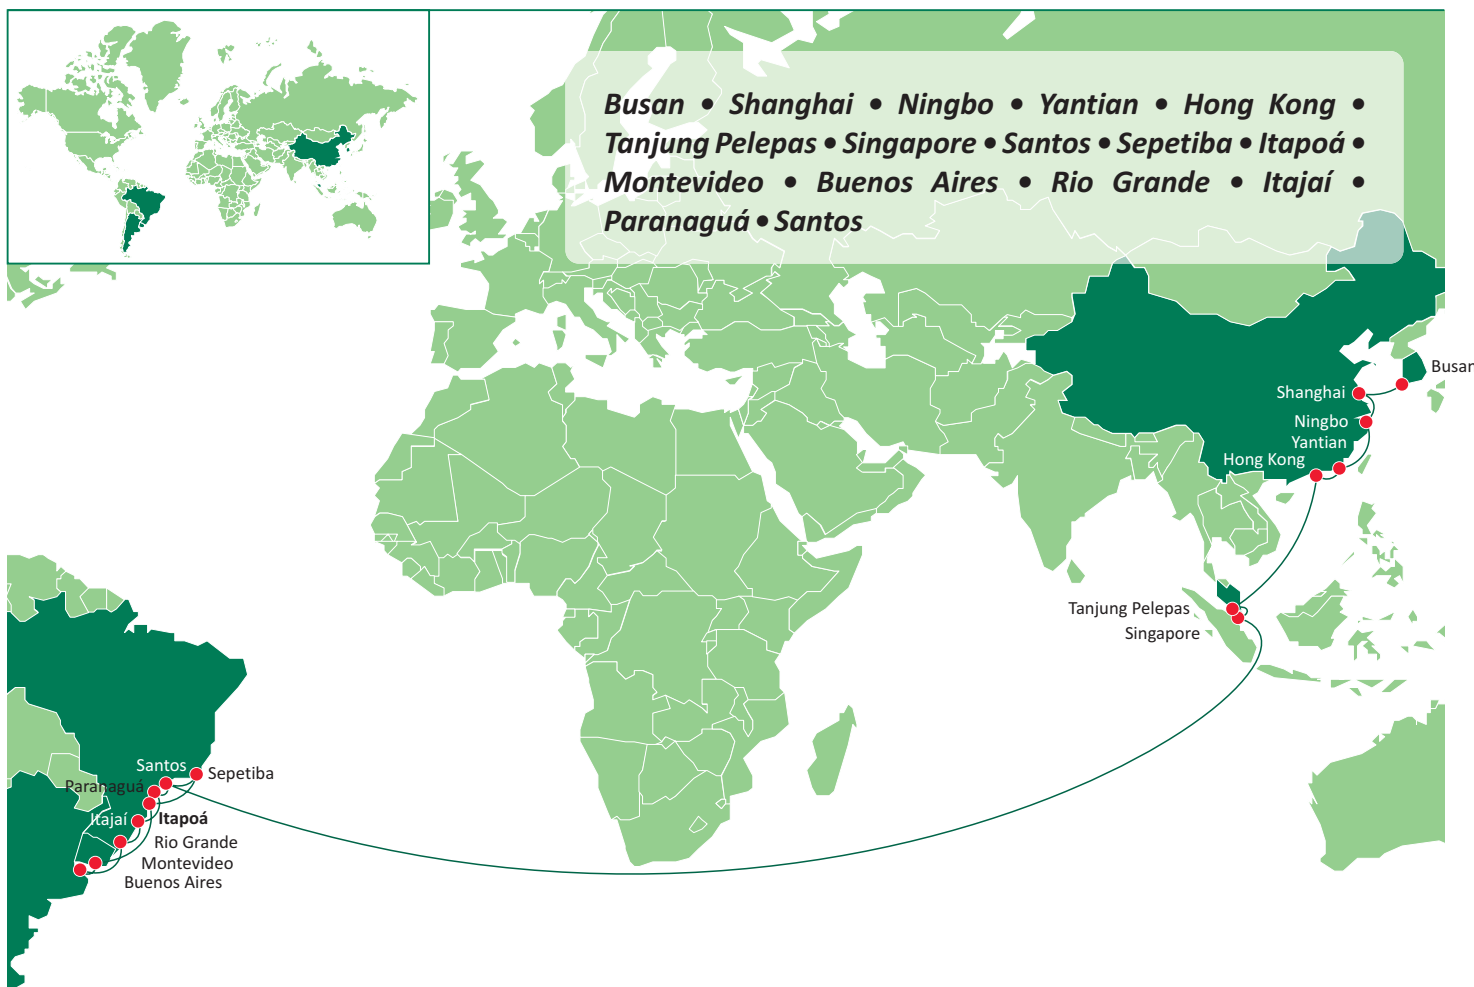 Busan • Shanghai • Ningbo • Yantian • Hong Kong •
Tanjung Pelepas • Singapore • Santos • Sepetiba • Itapoá •
Montevideo • Buenos Aires • Rio Grande • Itajaí •
Paranaguá • Santos
Busan
Shanghai
Ningbo
Yantian
Hong Kong
Tanjung Pelepas
Singapore
Santos
Sepetiba
Paranaguá
Itajaí
Itapoá
Rio Grande
Montevideo
Buenos Aires